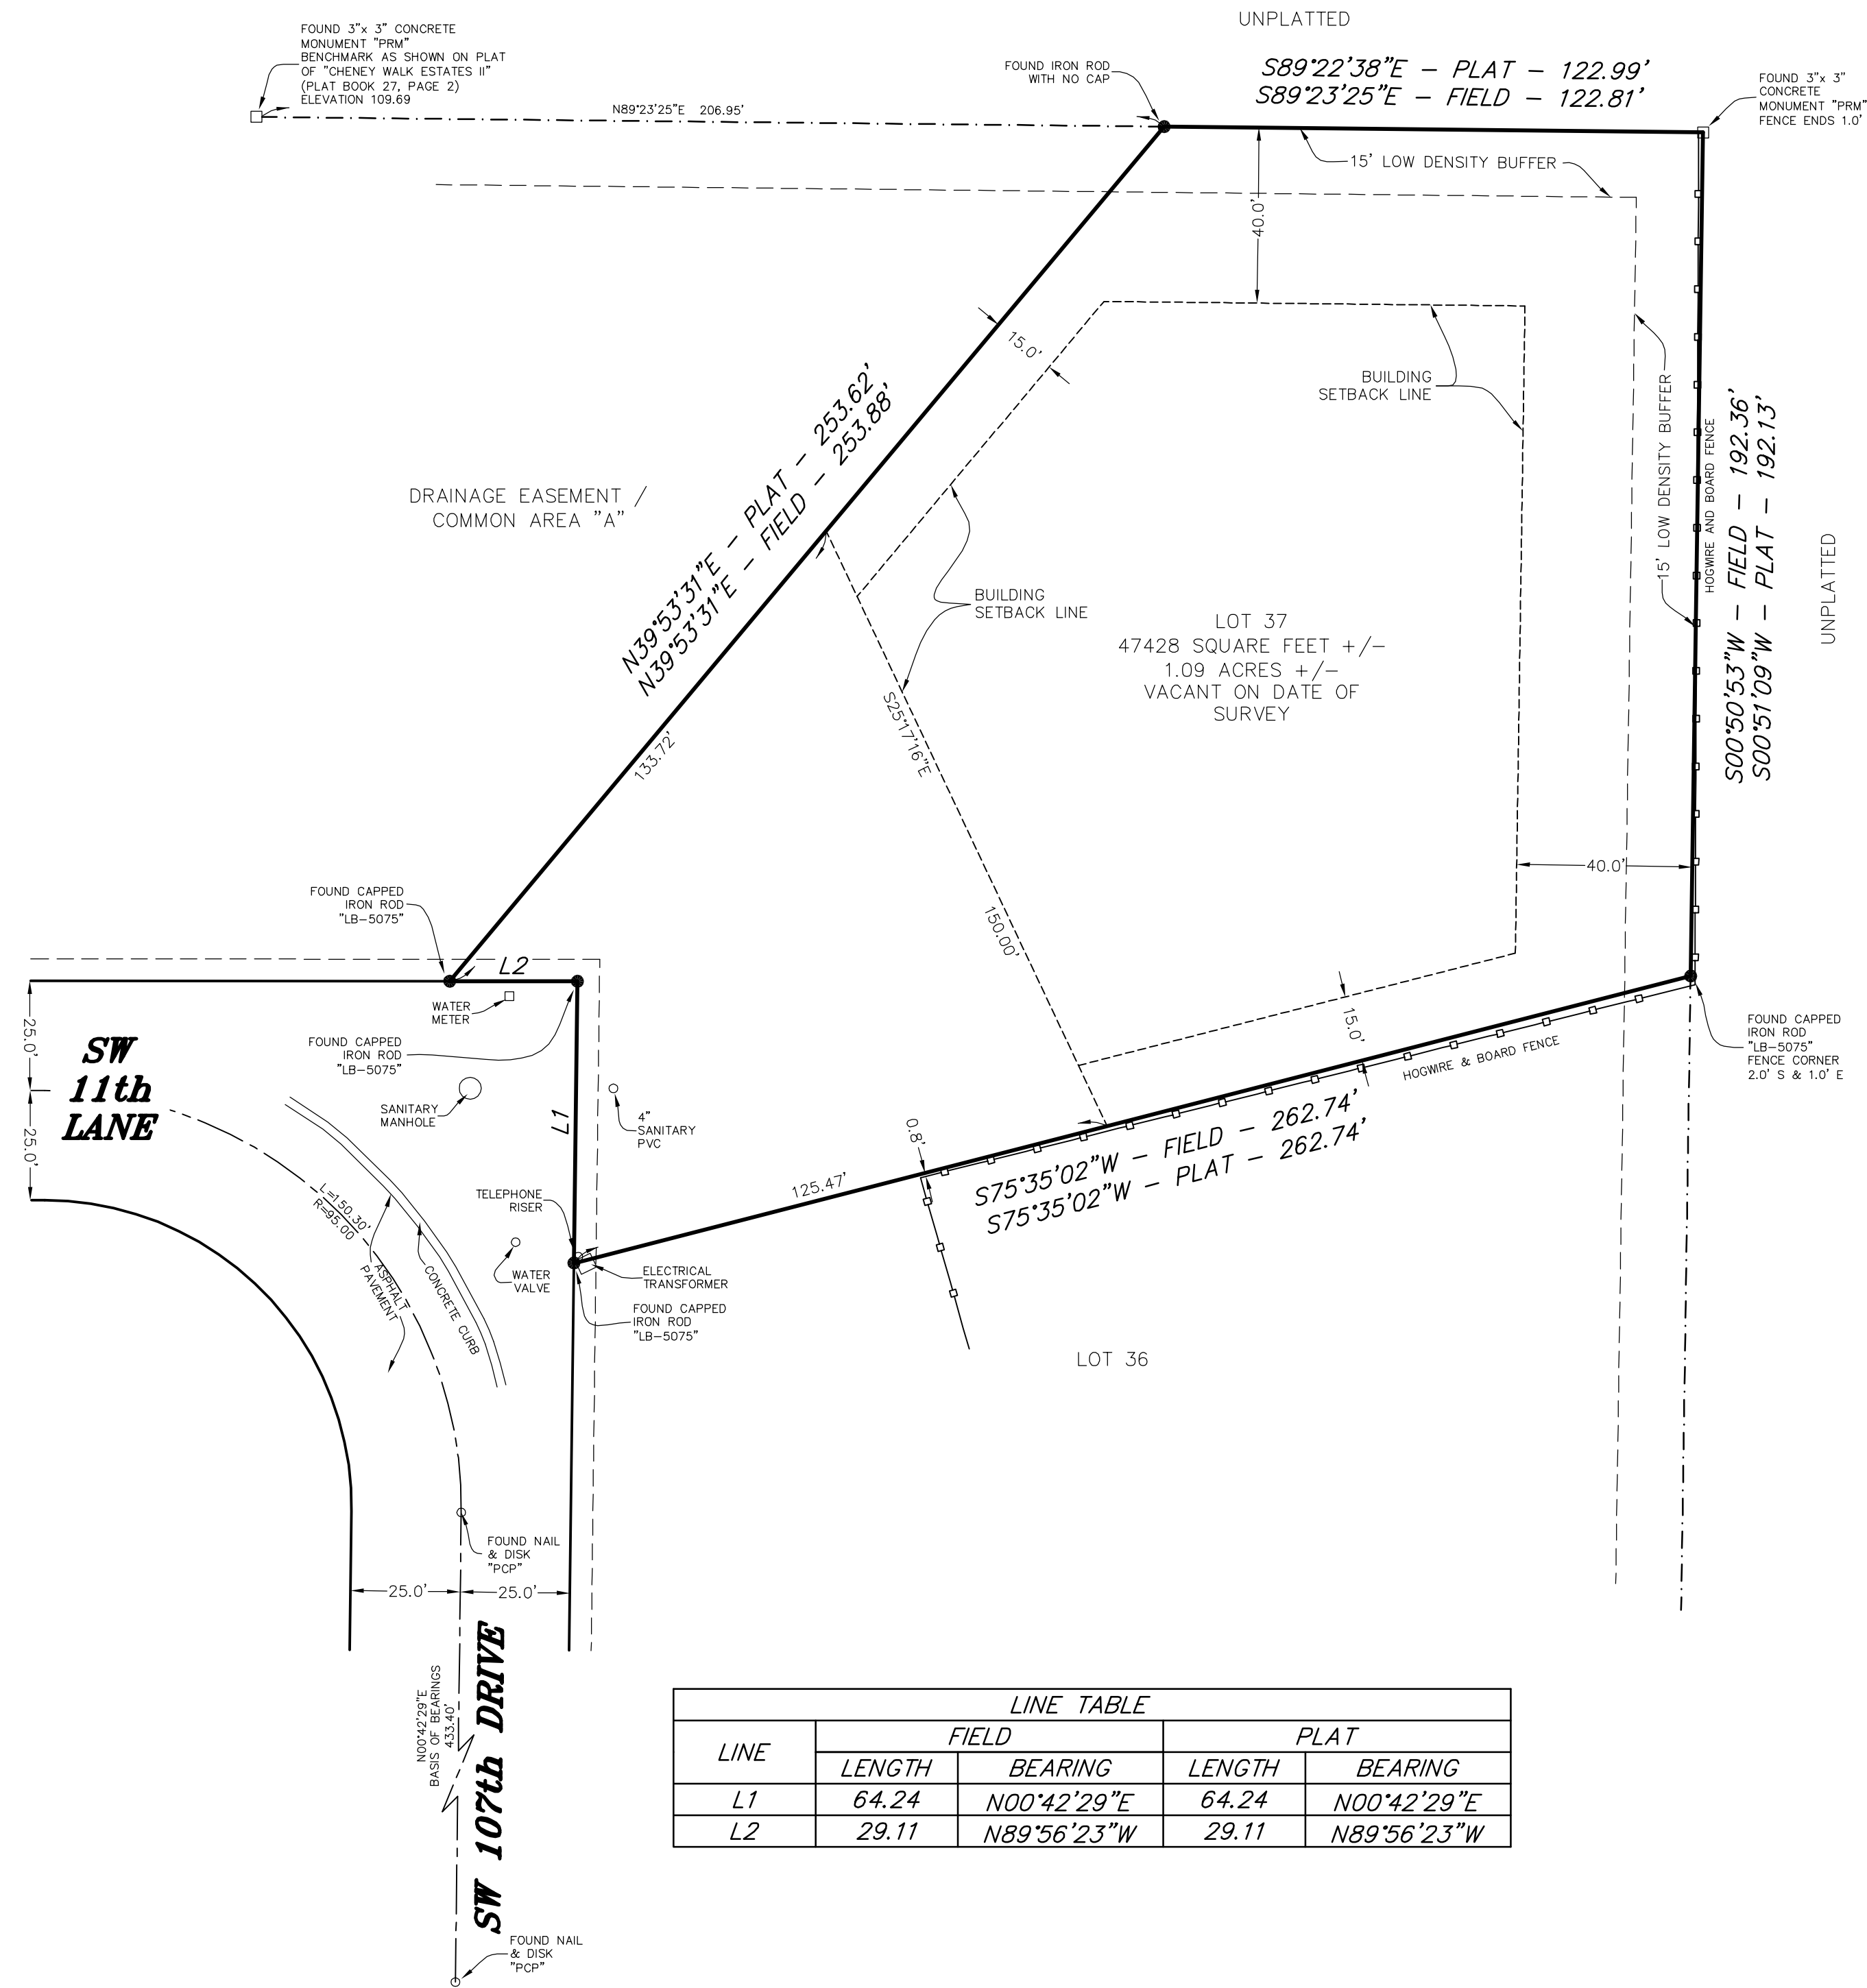 UNPLATTED
FOUND 3"x 3" CONCRETE
MONUMENT "PRM"
BENCHMARK AS SHOWN ON PLAT
OF "CHENEY WALK ESTATES II"
(PLAT BOOK 27, PAGE 2)
ELEVATION 109.69
FOUND IRON ROD
WITH NO CAP
S89°22'38"E – PLAT – 122.99'
S89°23'25"E – FIELD – 122.81'
FOUND 3"x 3"
CONCRETE
MONUMENT "PRM"
FENCE ENDS 1.0'
N89°23'25"E 206.95'
15' LOW DENSITY BUFFER
40.0'
15.0'
BUILDING
SETBACK LINE
N39°53'31"E – PLAT – 253.62'
N39°53'31"E – FIELD – 253.88'
DRAINAGE EASEMENT /
COMMON AREA "A"
15' LOW DENSITY BUFFER
HOGWIRE AND BOARD FENCE
S00°50'53"W – FIELD – 192.36'
S00°51'09"W – PLAT – 192.13'
UNPLATTED
BUILDING
SETBACK LINE
LOT 37
47428 SQUARE FEET +/–
1.09 ACRES +/–
VACANT ON DATE OF
SURVEY
S25°17'16"E
133.72'
150.00'
40.0'
FOUND CAPPED
IRON ROD
"LB–5075"
L2
WATER
METER
25.0'
SW
11th
LANE
25.0'
FOUND CAPPED
IRON ROD
"LB–5075"
SANITARY
MANHOLE
L1
4"
SANITARY
PVC
15.0'
HOGWIRE & BOARD FENCE
FOUND CAPPED
IRON ROD
"LB–5075"
FENCE CORNER
2.0' S & 1.0' E
0.8'
125.47'
S75°35'02"W – FIELD – 262.74'
S75°35'02"W – PLAT – 262.74'
TELEPHONE
RISER
L=150.30'
R=95.00
ASPHALT
PAVEMENT
CONCRETE CURB
WATER
VALVE
ELECTRICAL
TRANSFORMER
FOUND CAPPED
IRON ROD
"LB–5075"
LOT 36
FOUND NAIL
& DISK
"PCP"
25.0'
25.0'
N00°42'29"E
BASIS OF BEARINGS
433.40'
SW 107th DRIVE
FOUND NAIL
& DISK
"PCP"
LINE TABLE
LINE FIELD PLAT
LENGTH BEARING LENGTH BEARING
L1 64.24 N00°42'29"E 64.24 N00°42'29"E
L2 29.11 N89°56'23"W 29.11 N89°56'23"W